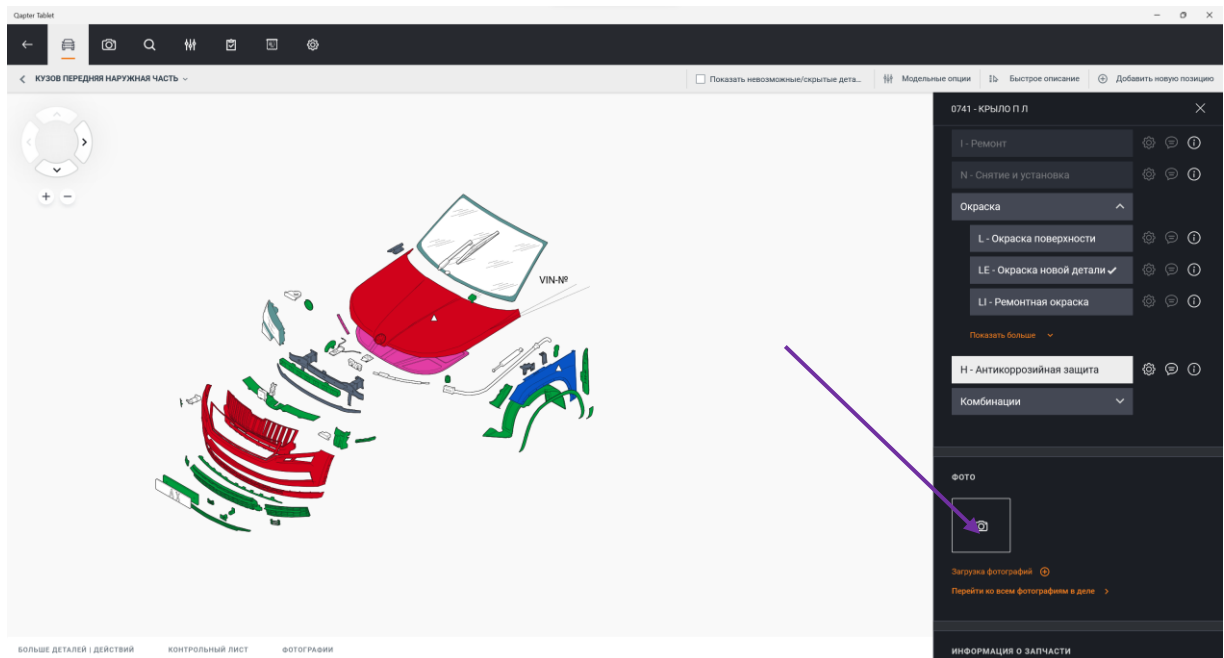 Qapter Tablet
КУЗОВ ПЕРЕДНЯЯ НАРУЖНАЯ ЧАСТЬ
Показать невозможные/скрытые дета...
Модельные опции
Быстрое описание
Добавить новую позицию
0741 - КРЫЛО П Л
I - Ремонт
N - Снятие и установка
Окраска
L - Окраска поверхности
LE - Окраска новой детали
LI - Ремонтная окраска
Показать больше
H - Антикоррозийная защита
Комбинации
VIN-Nº
AX
ФОТО
Загрузка фотографий
Перейти ко всем фотографиям в деле
ИНФОРМАЦИЯ О ЗАПЧАСТИ
БОЛЬШЕ ДЕТАЛЕЙ | ДЕЙСТВИЙ
КОНТРОЛЬНЫЙ ЛИСТ
ФОТОГРАФИИ